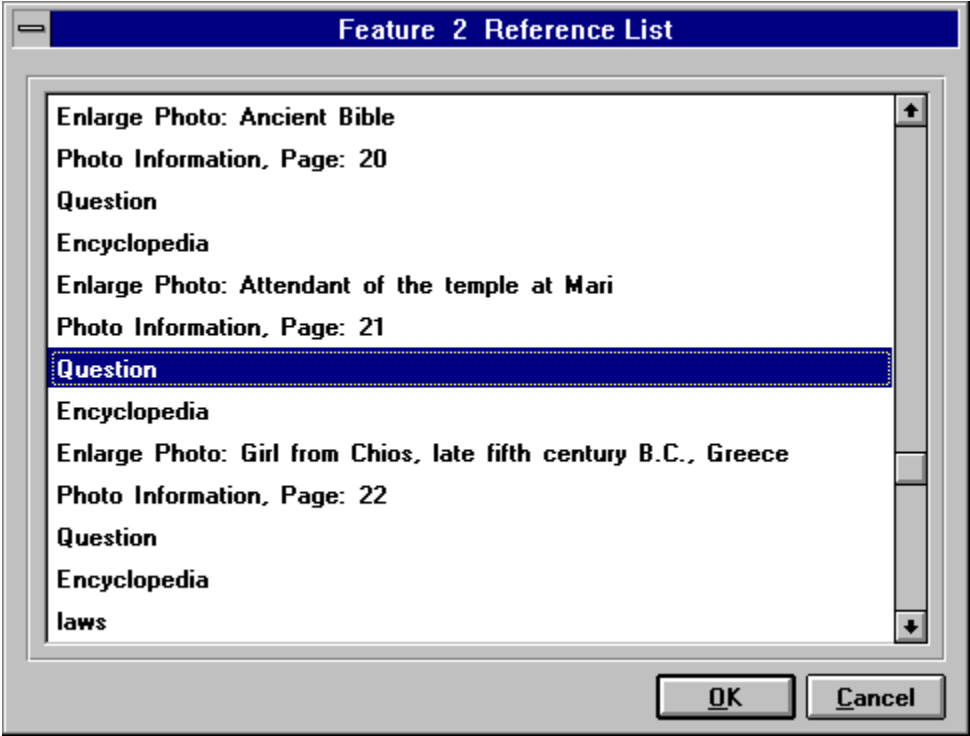 Feature 2 Reference List
Enlarge Photo: Ancient Bible
Photo Information, Page: 20
Question
Encyclopedia
Enlarge Photo: Attendant of the temple at Mari
Photo Information, Page: 21
Question
Encyclopedia
Enlarge Photo: Girl from Chios, late fifth century B.C., Greece
Photo Information, Page: 22
Question
Encyclopedia
laws
OK Cancel